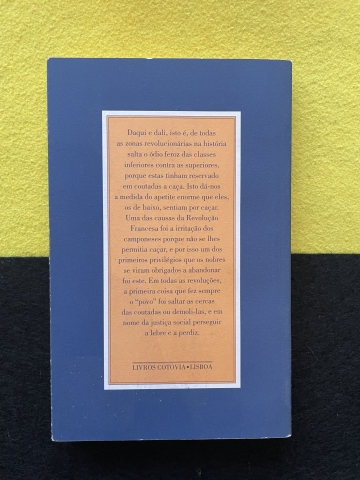 Daqui e dali, isto é, de todas
as zonas revolucionárias na história
salta o ódio feroz das classes
inferiores contra as superiores,
porque estas tinham reservado
em coutadas a caça. Isto dá-nos
a medida do apetite enorme que eles,
os de baixo, sentiam por caçar.
Uma das causas da Revolução
Francesa foi a irritação dos
camponeses porque não se lhes
permitia caçar, e por isso um dos
primeiros privilégios que os nobres
se viram obrigados a abandonar
foi este. Em todas as revoluções,
a primeira coisa que fez sempre
o “povo” foi saltar as cercas
das coutadas ou demoli-las, e em
nome da justiça social perseguir
a lebre e a perdiz.
LIVROS COTOVIA • LISBOA